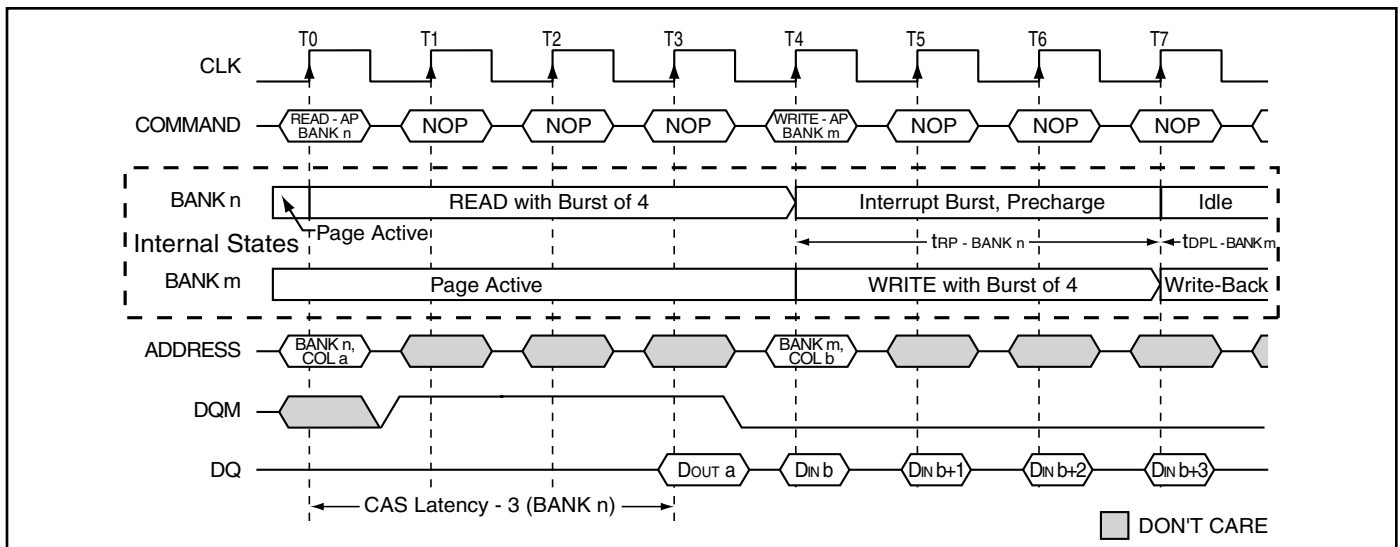 T0 T1 T2 T3 T4 T5 T6 T7
CLK
COMMAND READ - AP BANK n NOP NOP NOP WRITE - AP BANK m NOP NOP NOP
BANK n READ with Burst of 4 Interrupt Burst, Precharge Idle
Internal States Page Active tRP - BANK n tDPL - BANK m
BANK m Page Active WRITE with Burst of 4 Write-Back
ADDRESS BANK n, COL a BANK m, COL b
DQM
DQ DOUT a DIN b DIN b+1 DIN b+2 DIN b+3
CAS Latency - 3 (BANK n)
DON'T CARE